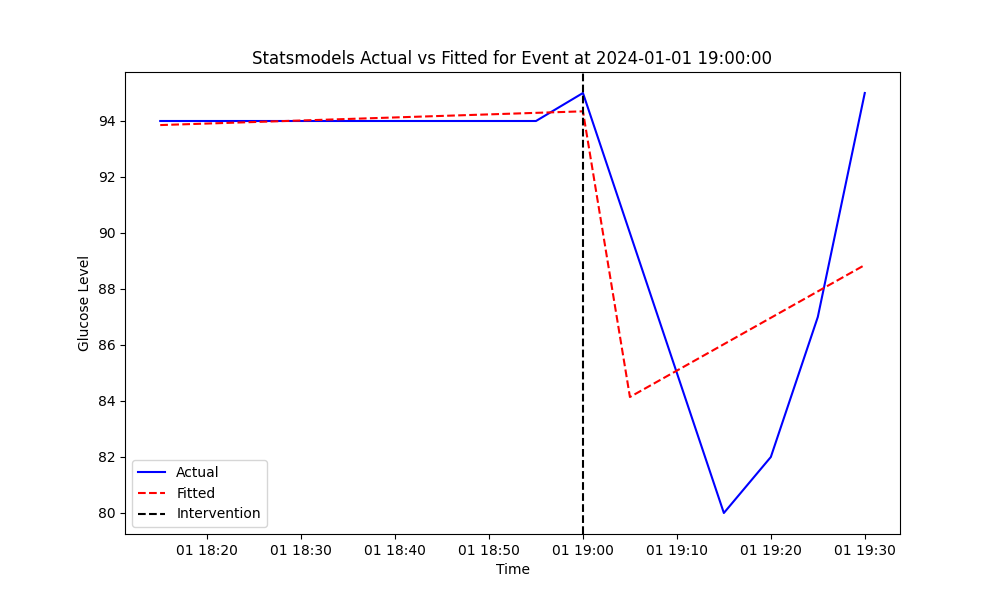 Statsmodels Actual vs Fitted for Event at 2024-01-01 19:00:00
Glucose Level
94
92
90
88
86
84
82
80
Actual
Fitted
Intervention
01 18:20
01 18:30
01 18:40
01 18:50
01 19:00
01 19:10
01 19:20
01 19:30
Time